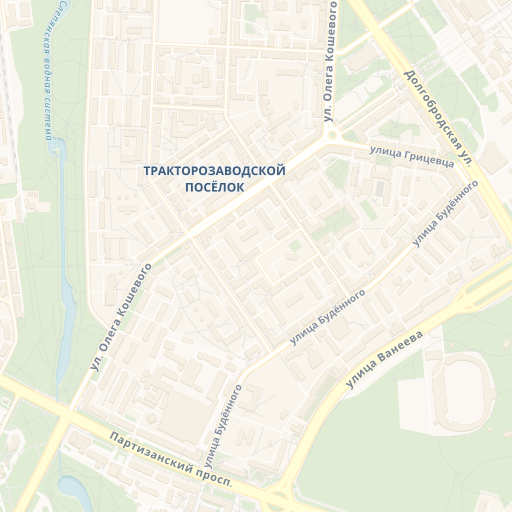 Слепянская водная система
ул. Олега Кошевого
Долгобродская ул.
улица Грицевца
ТРАКТОРОЗАВОДСКОЙ
ПОСЁЛОК
улица Будённого
ул. Олега Кошевого
улица Будённого
улица Ванеева
улица Будённого
Партизанский просп.